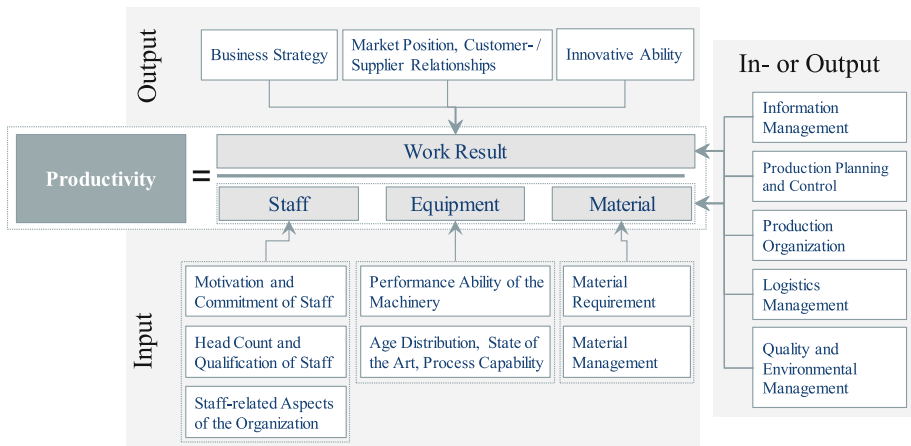 Output
Business Strategy
Market Position, Customer- /
Supplier Relationships
Innovative Ability
In- or Output
Information
Management
Production Planning
and Control
Production
Organization
Logistics
Management
Quality and
Environmental
Management
Productivity
=
Work Result
Staff
Equipment
Material
Input
Motivation and
Commitment of Staff
Head Count and
Qualification of Staff
Staff-related Aspects
of the Organization
Performance Ability of the
Machinery
Age Distribution, State of
the Art, Process Capability
Material
Requirement
Material
Management